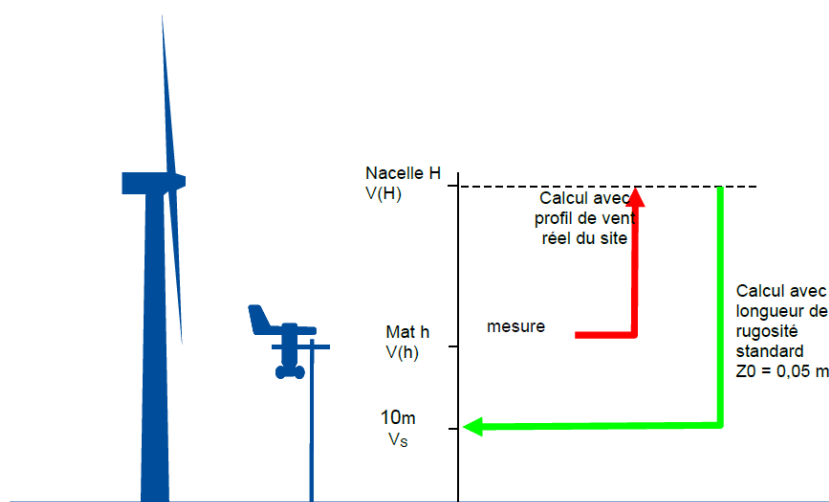 Nacelle H
V(H)
Calcul avec
profil de vent
réel du site
Mat h
V(h)
mesure
Calcul avec
longueur de
rugosité
standard
Z0 = 0,05 m
10m
Vs